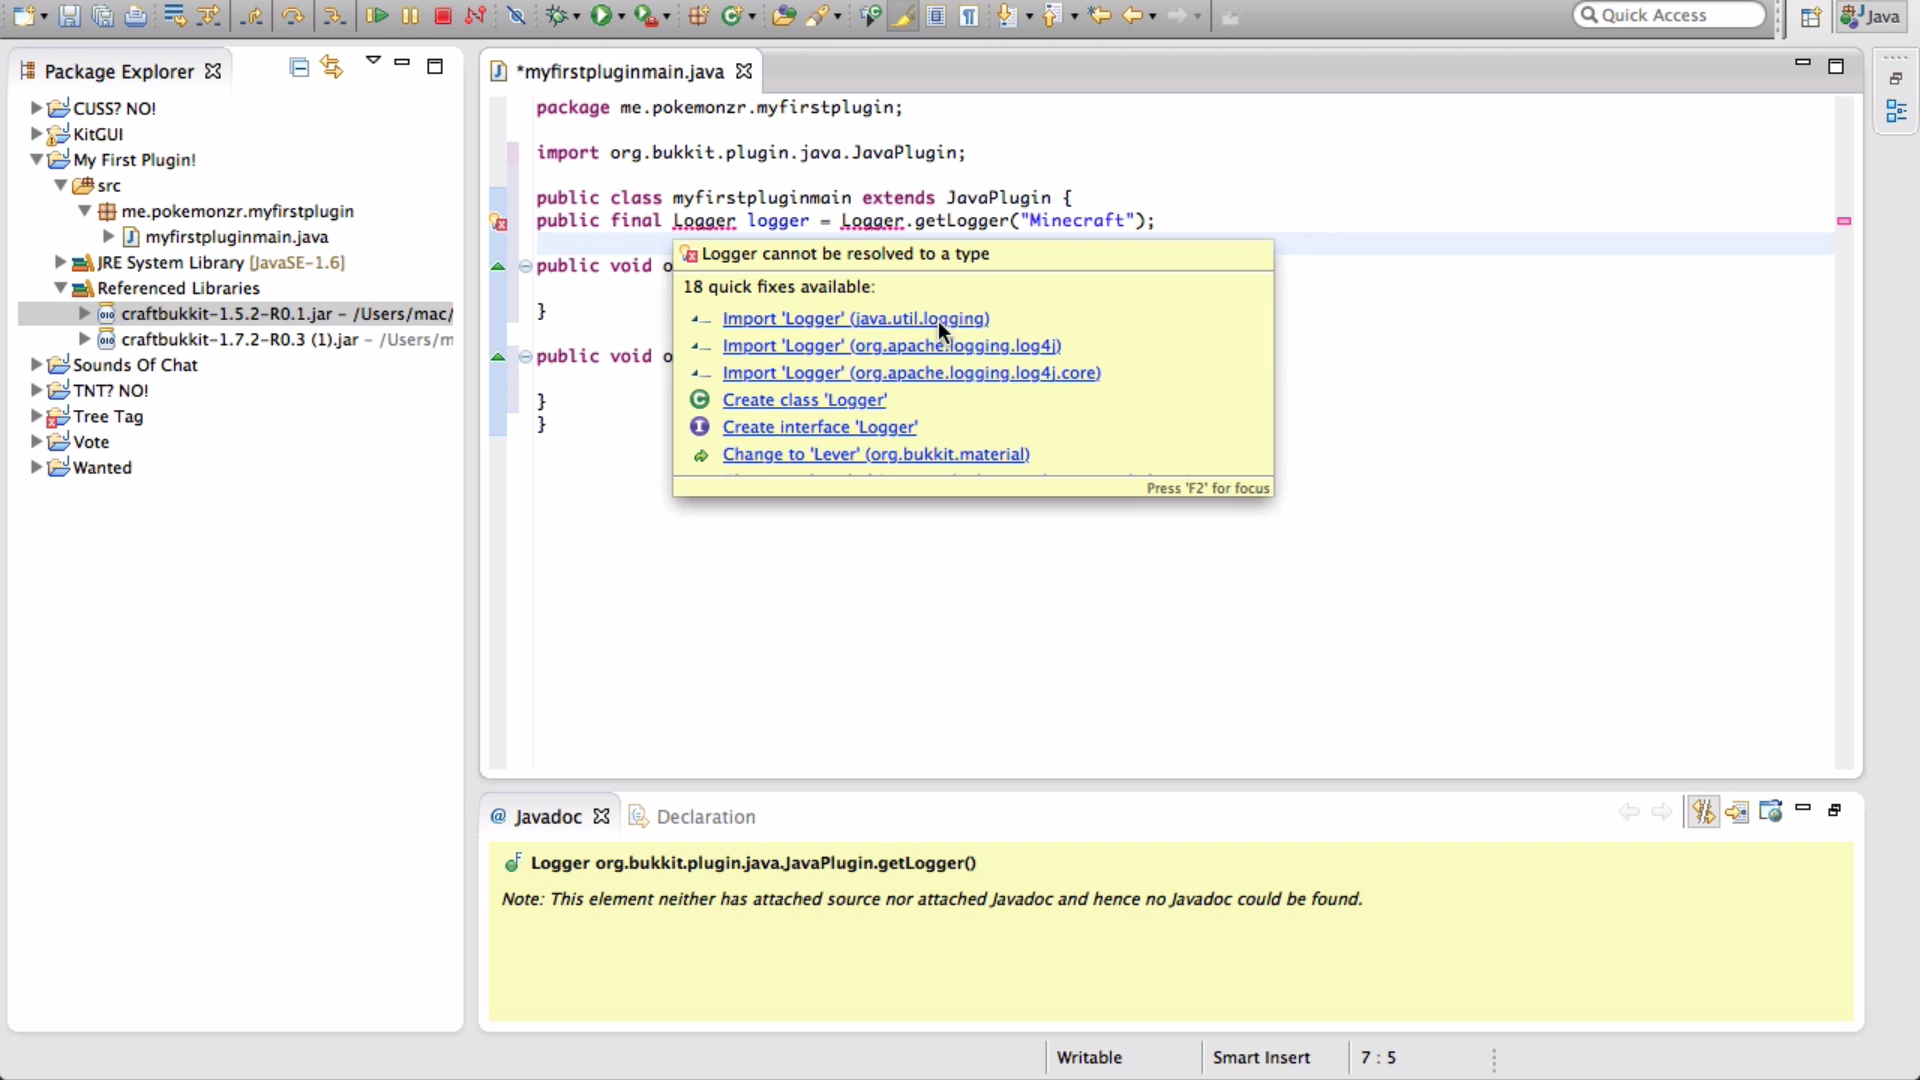 Quick Access
Java
Package Explorer
CUSS? NO!
KitGUI
My First Plugin!
src
me.pokemonzr.myfirstplugin
myfirstpluginmain.java
JRE System Library [JavaSE-1.6]
Referenced Libraries
craftbukkit-1.5.2-R0.1.jar - /Users/mac/
craftbukkit-1.7.2-R0.3 (1).jar - /Users/m
Sounds Of Chat
TNT? NO!
Tree Tag
Vote
Wanted
*myfirstpluginmain.java
package me.pokemonzr.myfirstplugin;
import org.bukkit.plugin.java.JavaPlugin;
public class myfirstpluginmain extends JavaPlugin {
public final Logger logger = Logger.getLogger("Minecraft");
public void o
}
public void o
}
}
Logger cannot be resolved to a type
18 quick fixes available:
Import 'Logger' (java.util.logging)
Import 'Logger' (org.apache.logging.log4j)
Import 'Logger' (org.apache.logging.log4j.core)
Create class 'Logger'
Create interface 'Logger'
Change to 'Lever' (org.bukkit.material)
Press 'F2' for focus
@ Javadoc
Declaration
Logger org.bukkit.plugin.java.JavaPlugin.getLogger()
Note: This element neither has attached source nor attached Javadoc and hence no Javadoc could be found.
Writable
Smart Insert
7 : 5